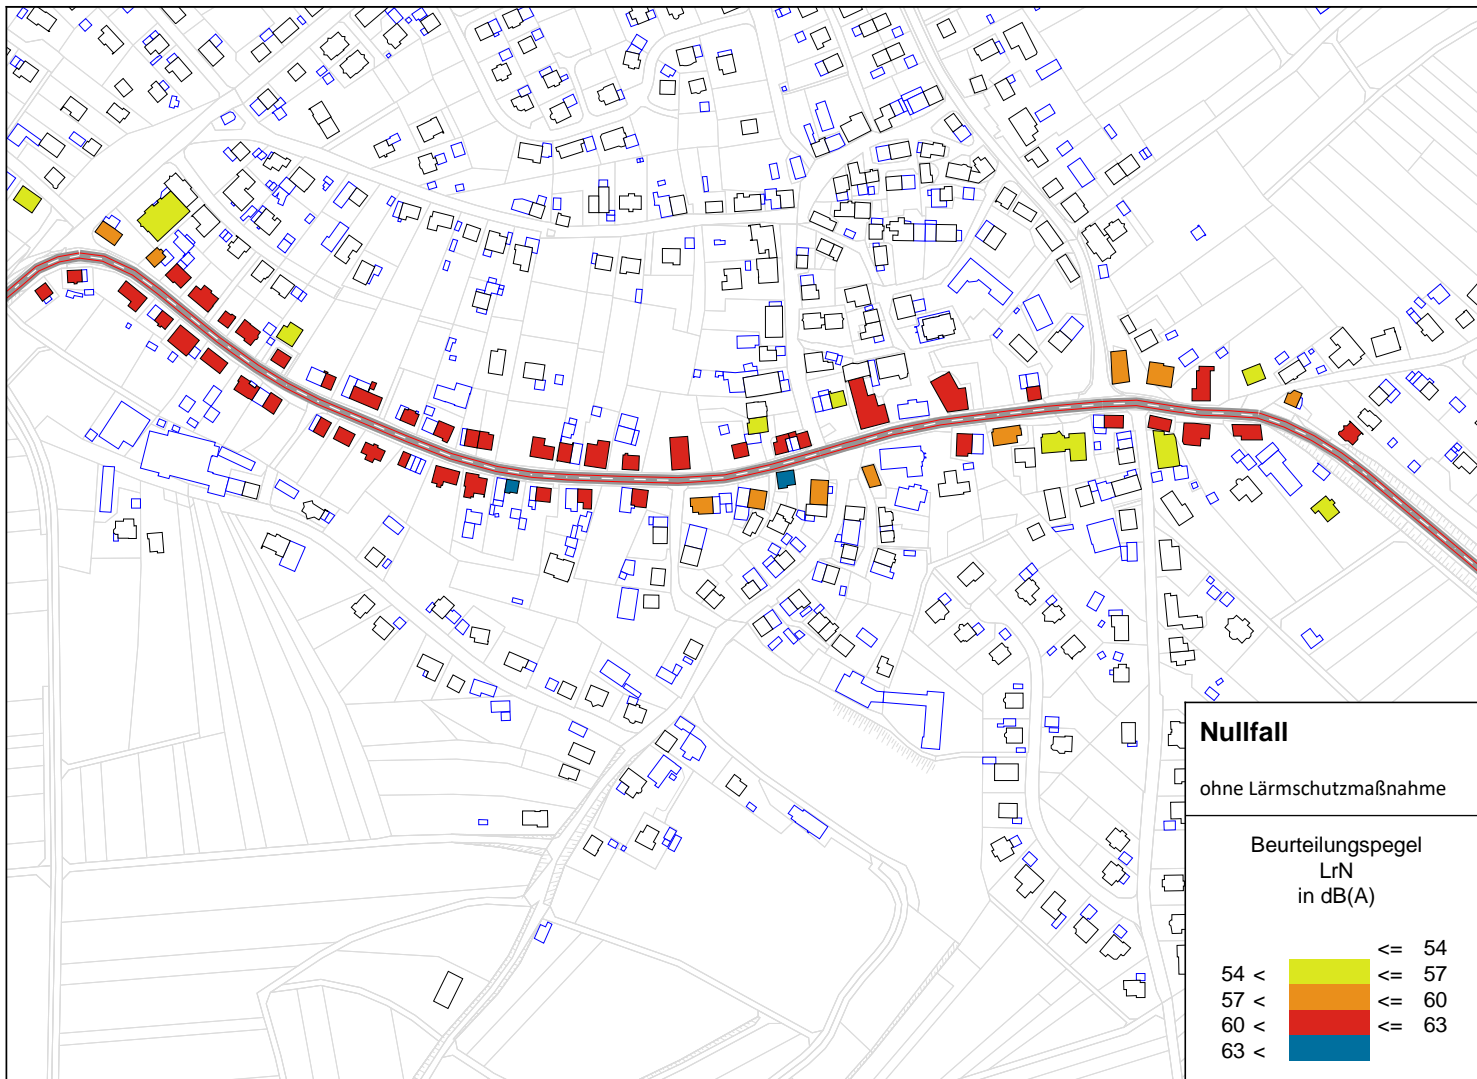 Nullfall
ohne Lärmschutzmaßnahme
Beurteilungspegel
LrN
in dB(A)
<= 54
54 < <= 57
57 < <= 60
60 < <= 63
63 <